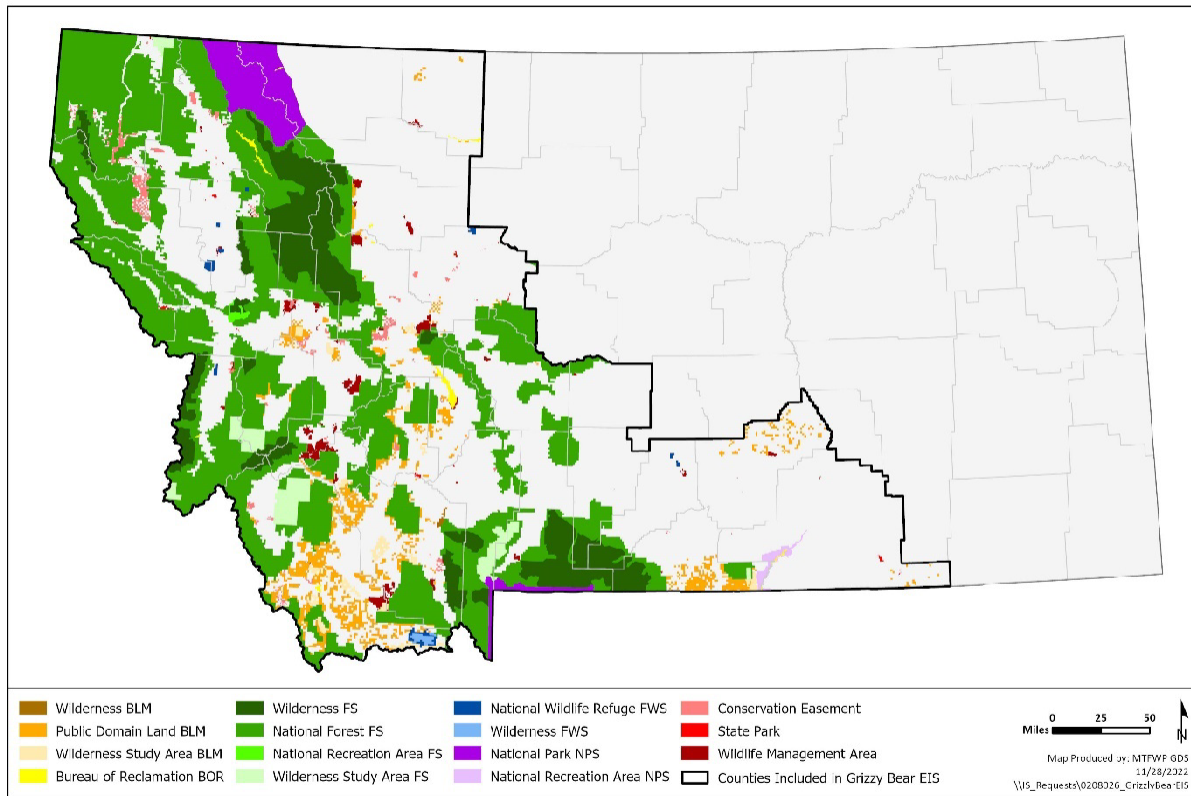 Wilderness BLM
Public Domain Land BLM
Wilderness Study Area BLM
Bureau of Reclamation BOR
Wilderness FS
National Forest FS
National Recreation Area FS
Wilderness Study Area FS
National Wildlife Refuge FWS
Wilderness FWS
National Park NPS
National Recreation Area NPS
Conservation Easement
State Park
Wildlife Management Area
Counties Included in Grizzy Bear EIS
0 25 50
Miles
N
Map Produced by: MTFWP GDS
11/28/2022
\\IS_Requests\0208026_GrizzlyBearEIS